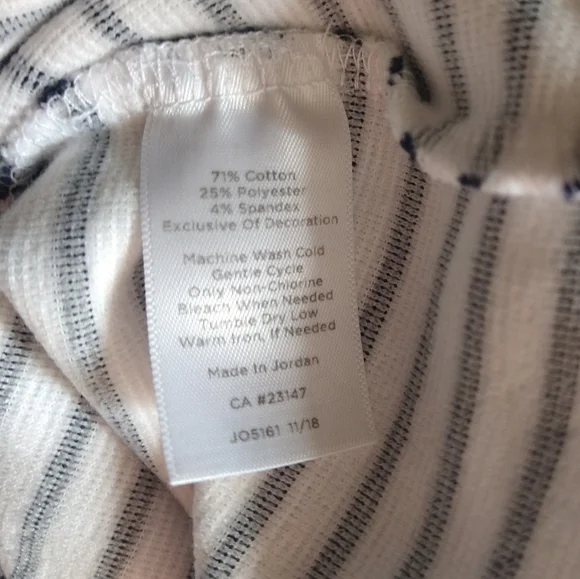 71% Cotton
25% Polyester
4% Spandex
Exclusive Of Decoration
Machine Wash Cold
Gentle Cycle
Only Non-Chlorine
Bleach When Needed
Tumble Dry Low
Warm Iron, If Needed
Made In Jordan
CA #23147
JO5161 11/18